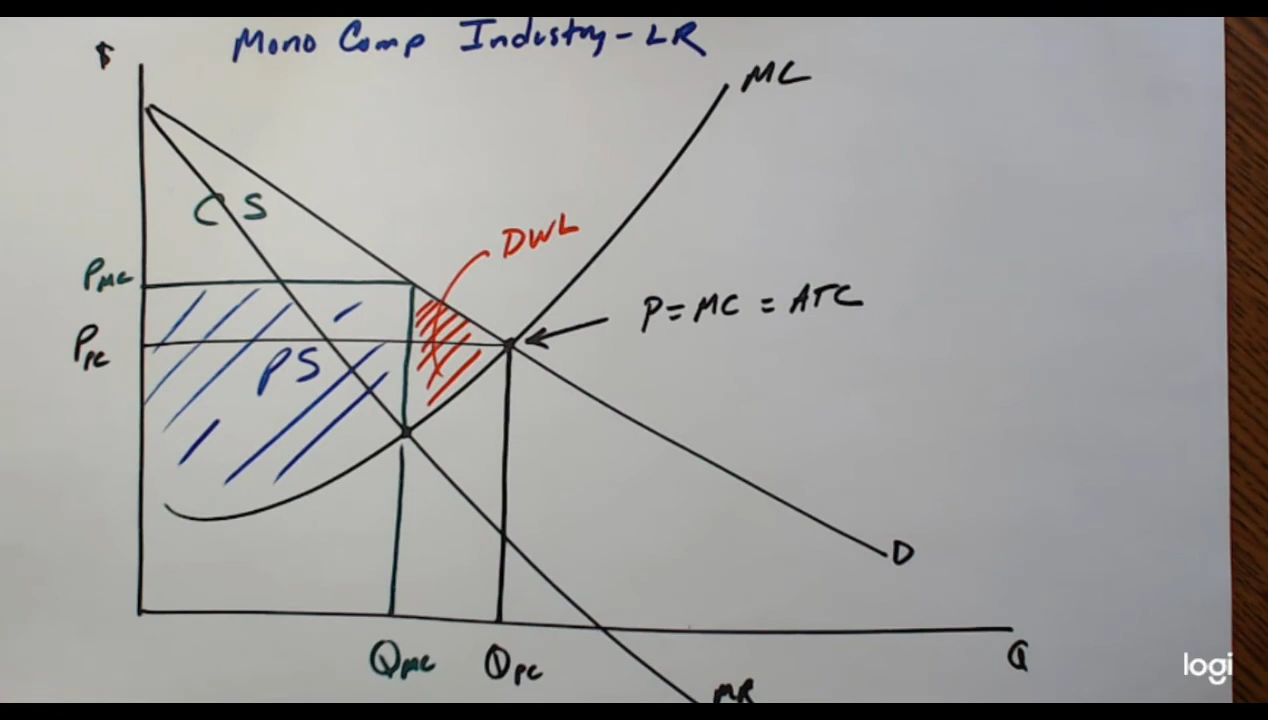 Mono Comp Industry - LR
$
MC
CS
DWL
PMC
P = MC = ATC
PPC
PS
D
QMC
QPC
Q
MR
logi